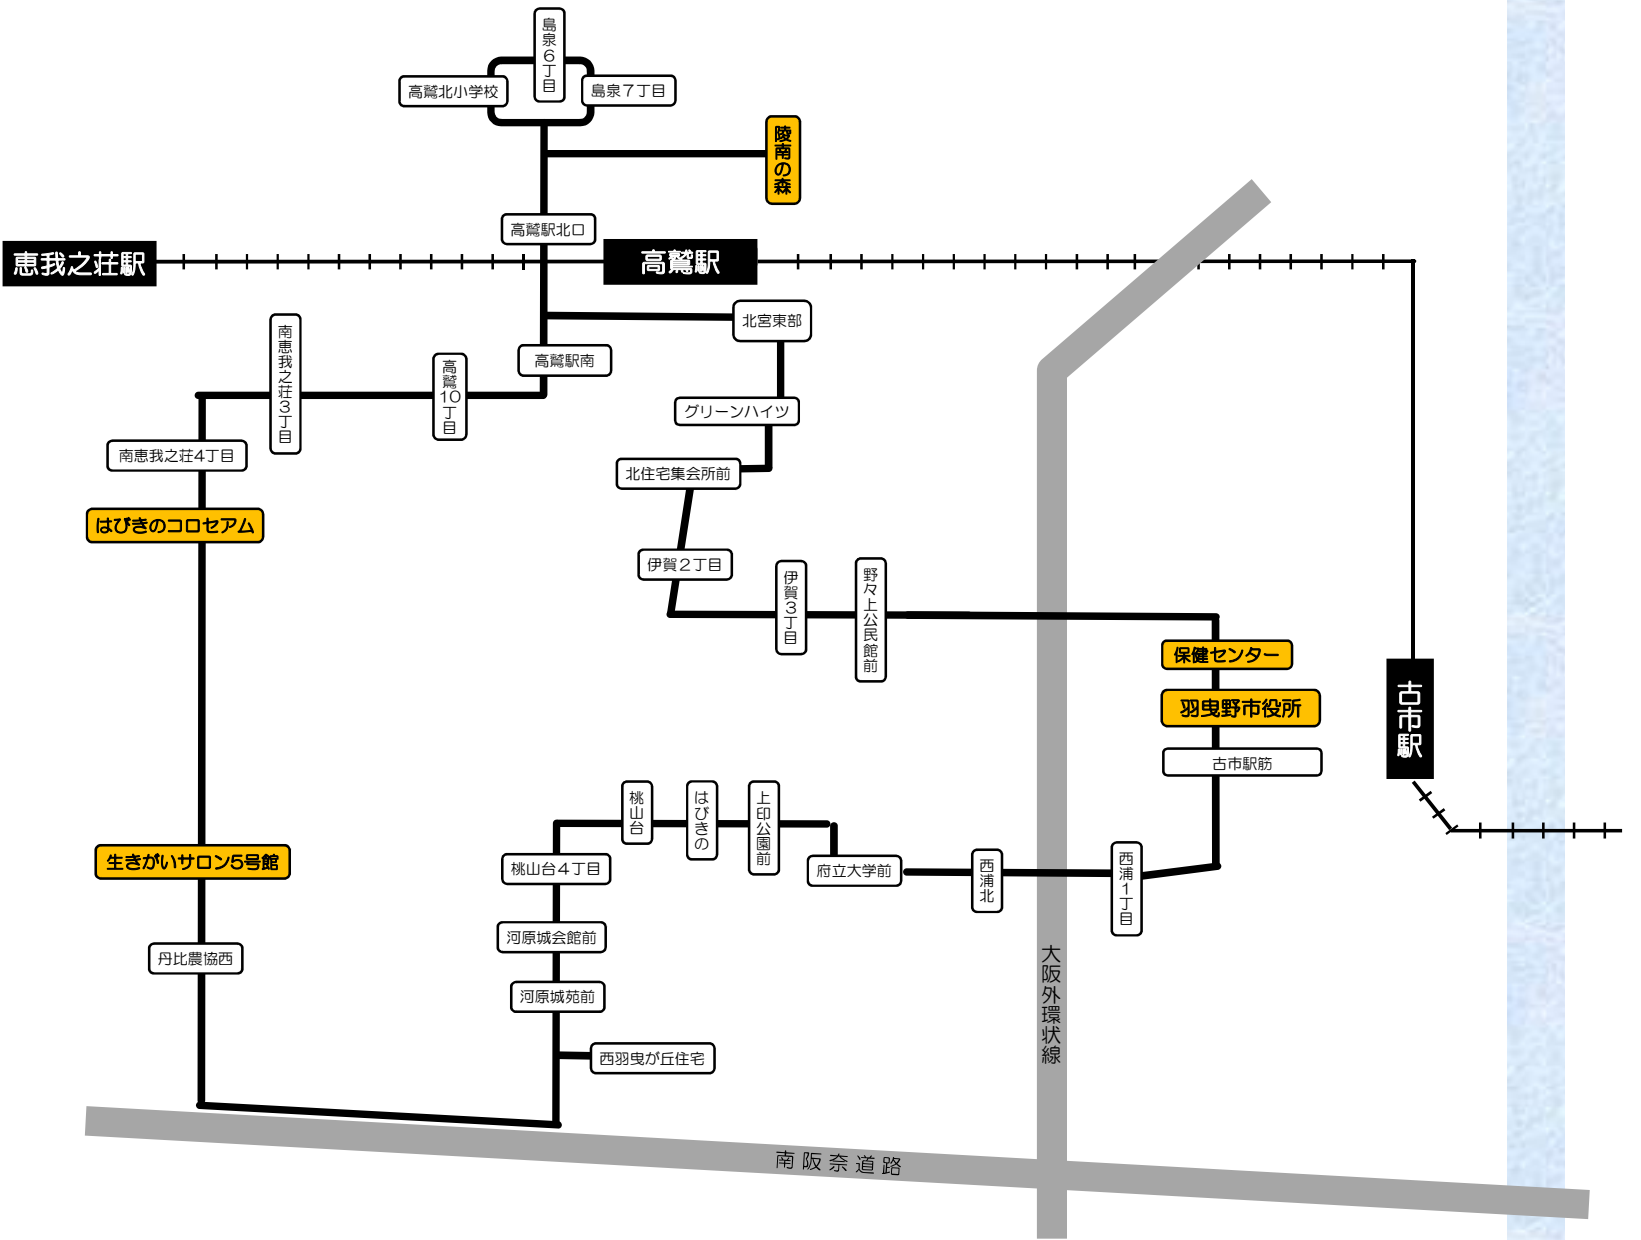 島泉6丁目
高鷲北小学校
島泉7丁目
陵南の森
高鷲駅北口
恵我之荘駅
高鷲駅
北宮東部
高鷲駅南
南恵我之荘3丁目
高鷲10丁目
グリーンハイツ
南恵我之荘4丁目
北住宅集会所前
はびきのコロセアム
伊賀2丁目
伊賀3丁目
野々上公民館前
保健センター
羽曳野市役所
古市駅
古市駅筋
桃山台
はびきの
上印公園前
生きがいサロン5号館
桃山台4丁目
府立大学前
西浦北
西浦1丁目
河原城会館前
丹比農協西
河原城苑前
大阪外環状線
西羽曳が丘住宅
南阪奈道路